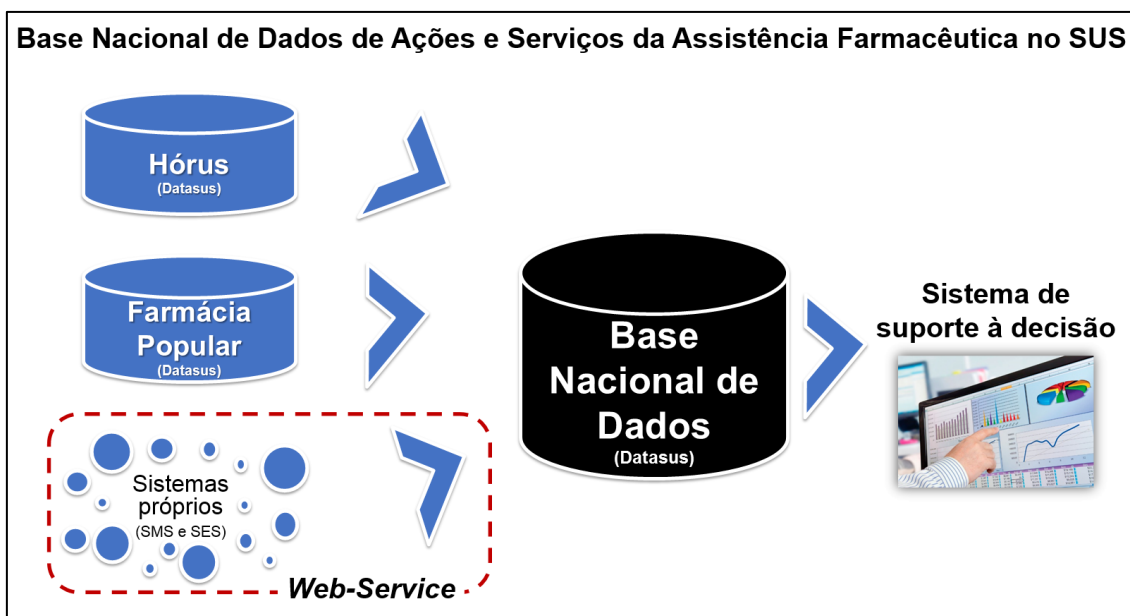 Base Nacional de Dados de Ações e Serviços da Assistência Farmacêutica no SUS
Hórus
(Datasus)
Farmácia
Popular
(Datasus)
Sistemas
próprios
(SMS e SES)
Web-Service
Base
Nacional de
Dados
(Datasus)
Sistema de
suporte à decisão